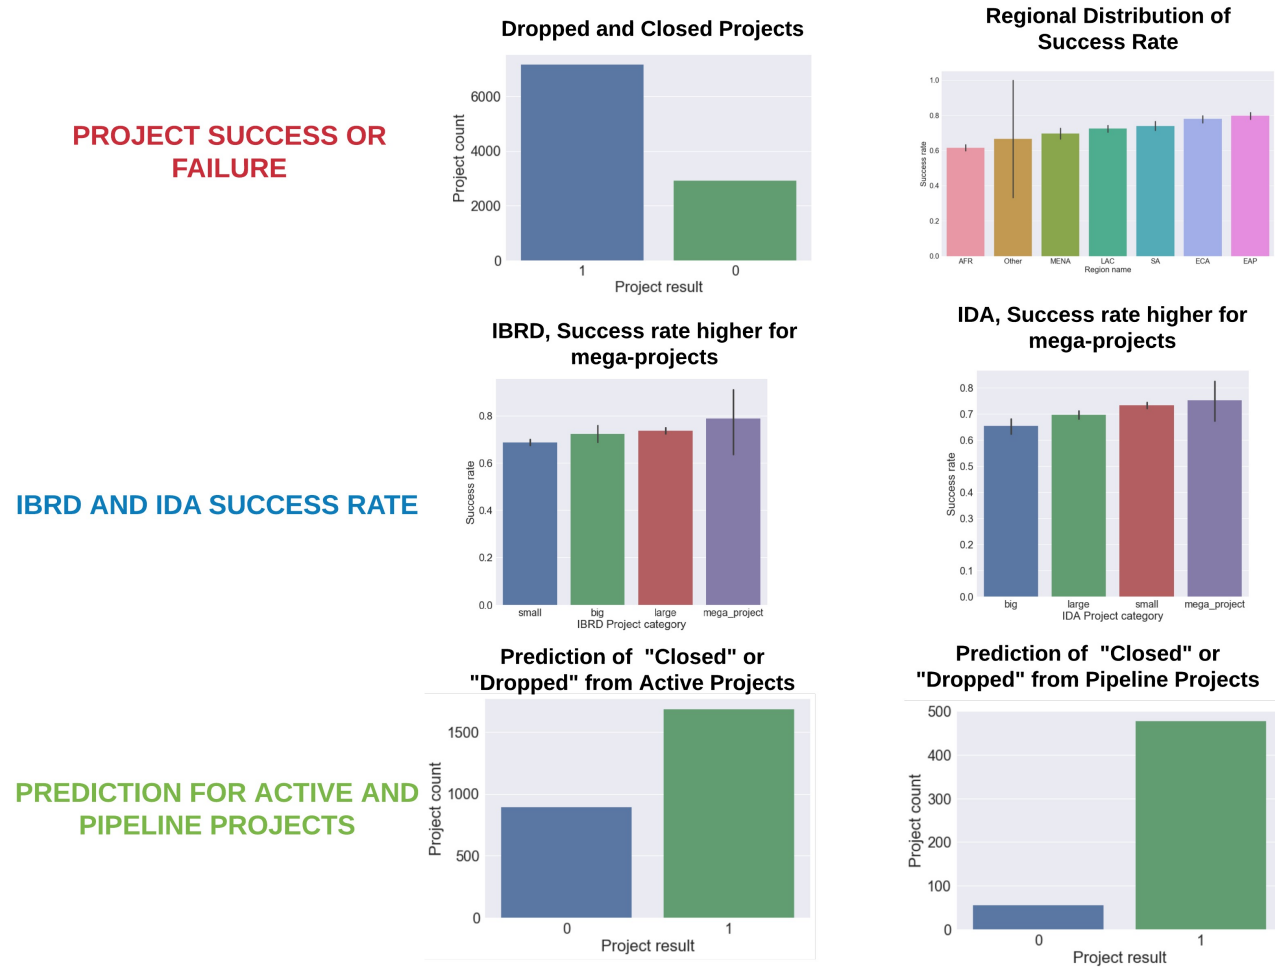 PROJECT SUCCESS OR
FAILURE
Dropped and Closed Projects
Project count
6000
4000
2000
0
1
0
Project result
Regional Distribution of
Success Rate
Success rate
1.0
0.8
0.6
0.4
0.2
0.0
AFR
Other
MENA
LAC
SA
ECA
EAP
Region name
IBRD AND IDA SUCCESS RATE
IBRD, Success rate higher for
mega-projects
Success rate
0.8
0.6
0.4
0.2
0.0
small
big
large
mega_project
IBRD Project category
IDA, Success rate higher for
mega-projects
Success rate
0.8
0.7
0.6
0.5
0.4
0.3
0.2
0.1
0.0
big
large
small
mega_project
IDA Project category
PREDICTION FOR ACTIVE AND
PIPELINE PROJECTS
Prediction of "Closed" or
"Dropped" from Active Projects
Project count
1500
1000
500
0
0
1
Project result
Prediction of "Closed" or
"Dropped" from Pipeline Projects
Project count
500
400
300
200
100
0
0
1
Project result